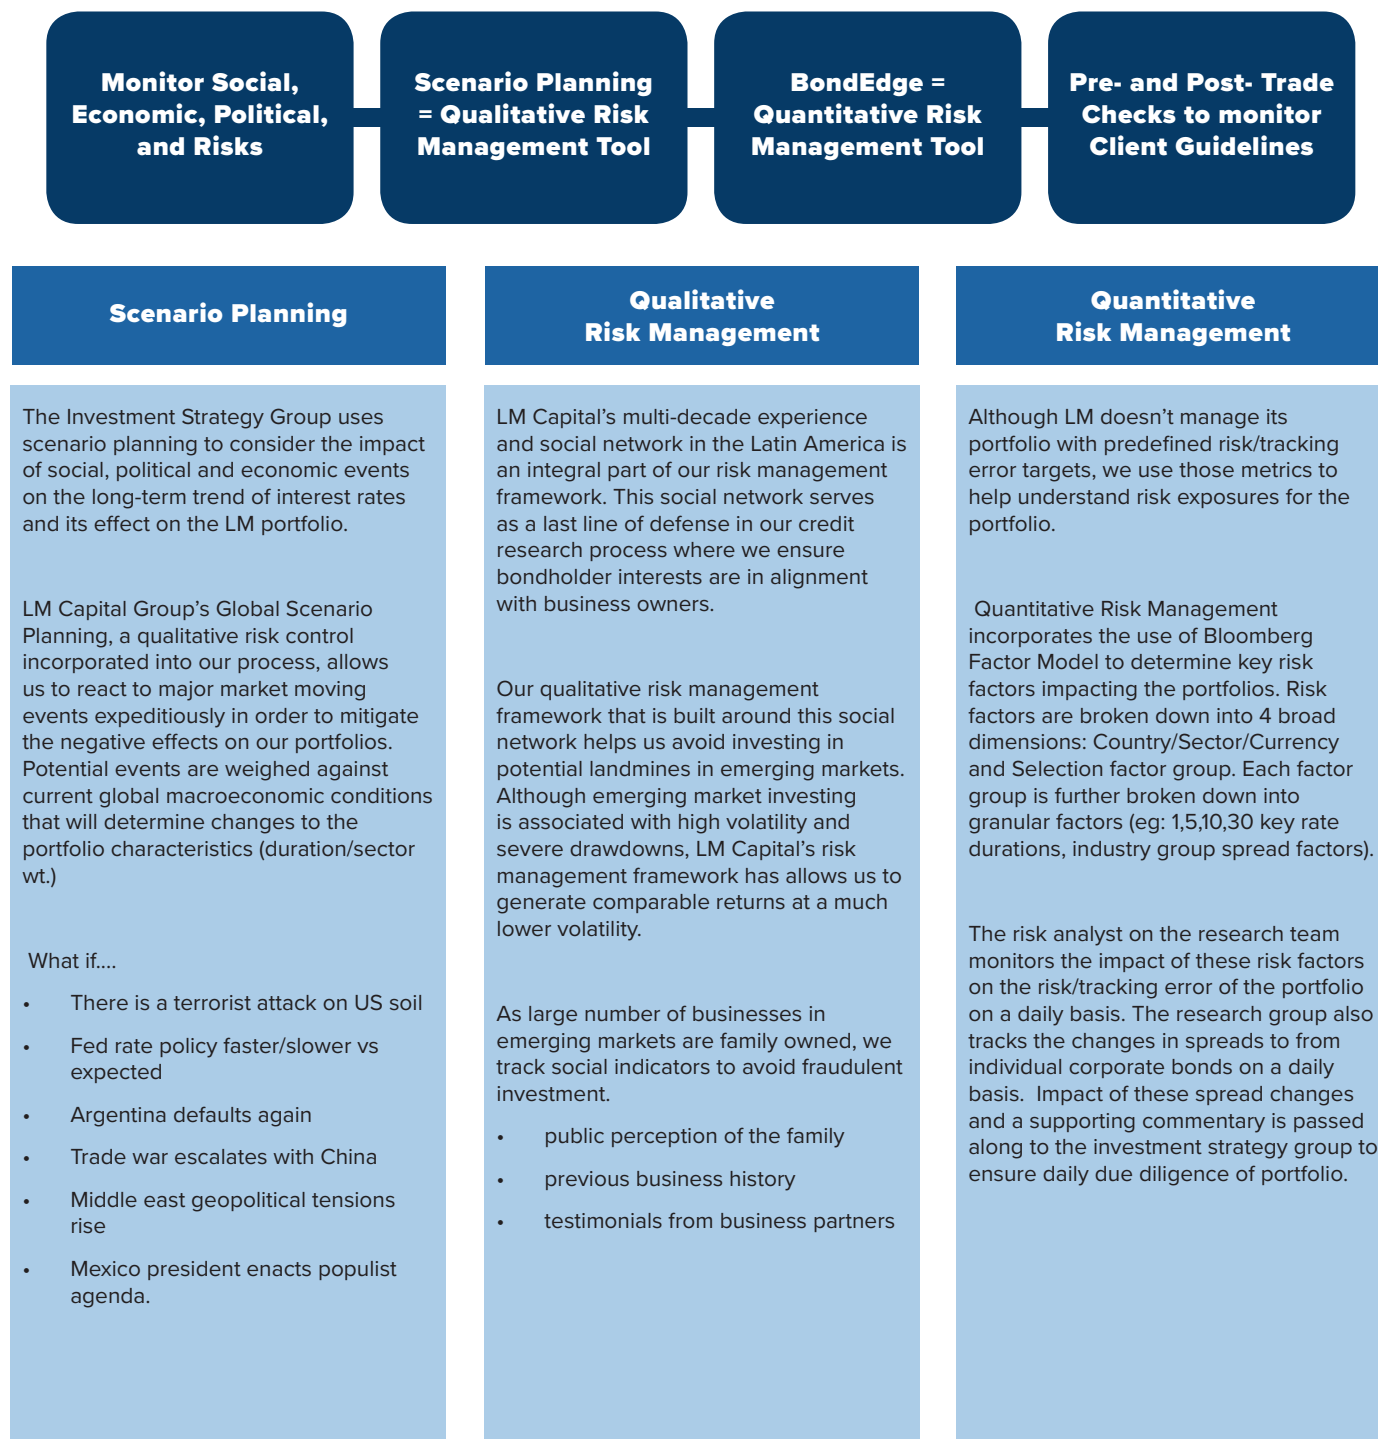 Monitor Social,
Economic, Political,
and Risks
Scenario Planning
= Qualitative Risk
Management Tool
BondEdge =
Quantitative Risk
Management Tool
Pre- and Post- Trade
Checks to monitor
Client Guidelines
Scenario Planning
The Investment Strategy Group uses
scenario planning to consider the impact
of social, political and economic events
on the long-term trend of interest rates
and its effect on the LM portfolio.
LM Capital Group’s Global Scenario
Planning, a qualitative risk control
incorporated into our process, allows
us to react to major market moving
events expeditiously in order to mitigate
the negative effects on our portfolios.
Potential events are weighed against
current global macroeconomic conditions
that will determine changes to the
portfolio characteristics (duration/sector
wt.)
What if....
• There is a terrorist attack on US soil
• Fed rate policy faster/slower vs
expected
• Argentina defaults again
• Trade war escalates with China
• Middle east geopolitical tensions
rise
• Mexico president enacts populist
agenda.
Qualitative
Risk Management
LM Capital’s multi-decade experience
and social network in the Latin America is
an integral part of our risk management
framework. This social network serves
as a last line of defense in our credit
research process where we ensure
bondholder interests are in alignment
with business owners.
Our qualitative risk management
framework that is built around this social
network helps us avoid investing in
potential landmines in emerging markets.
Although emerging market investing
is associated with high volatility and
severe drawdowns, LM Capital’s risk
management framework has allows us to
generate comparable returns at a much
lower volatility.
As large number of businesses in
emerging markets are family owned, we
track social indicators to avoid fraudulent
investment.
• public perception of the family
• previous business history
• testimonials from business partners
Quantitative
Risk Management
Although LM doesn’t manage its
portfolio with predefined risk/tracking
error targets, we use those metrics to
help understand risk exposures for the
portfolio.
Quantitative Risk Management
incorporates the use of Bloomberg
Factor Model to determine key risk
factors impacting the portfolios. Risk
factors are broken down into 4 broad
dimensions: Country/Sector/Currency
and Selection factor group. Each factor
group is further broken down into
granular factors (eg: 1,5,10,30 key rate
durations, industry group spread factors).
The risk analyst on the research team
monitors the impact of these risk factors
on the risk/tracking error of the portfolio
on a daily basis. The research group also
tracks the changes in spreads to from
individual corporate bonds on a daily
basis.  Impact of these spread changes
and a supporting commentary is passed
along to the investment strategy group to
ensure daily due diligence of portfolio.